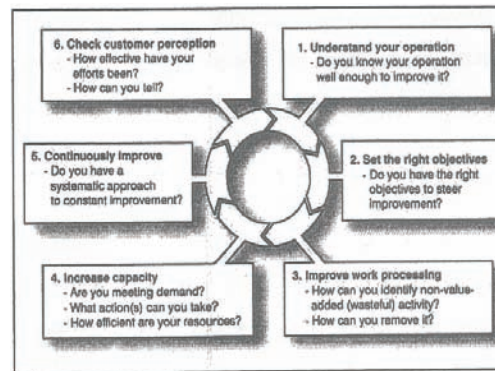 1. Understand your operation
- Do you know your operation
well enough to improve it?
2. Set the right objectives
- Do you have the right
objectives to steer
improvement?
3. Improve work processing
- How can you identify non-value-
added (wasteful) activity?
- How can you remove it?
4. Increase capacity
- Are you meeting demand?
- What action(s) can you take?
- How efficient are your resources?
5. Continuously improve
- Do you have a
systematic approach
to constant improvement?
6. Check customer perception
- How effective have your
efforts been?
- How can you tell?